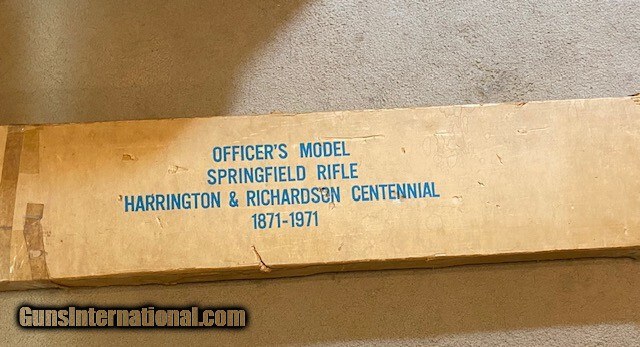 OFFICER'S MODEL
SPRINGFIELD RIFLE
HARRINGTON & RICHARDSON CENTENNIAL
1871-1971
GunsInternational.com